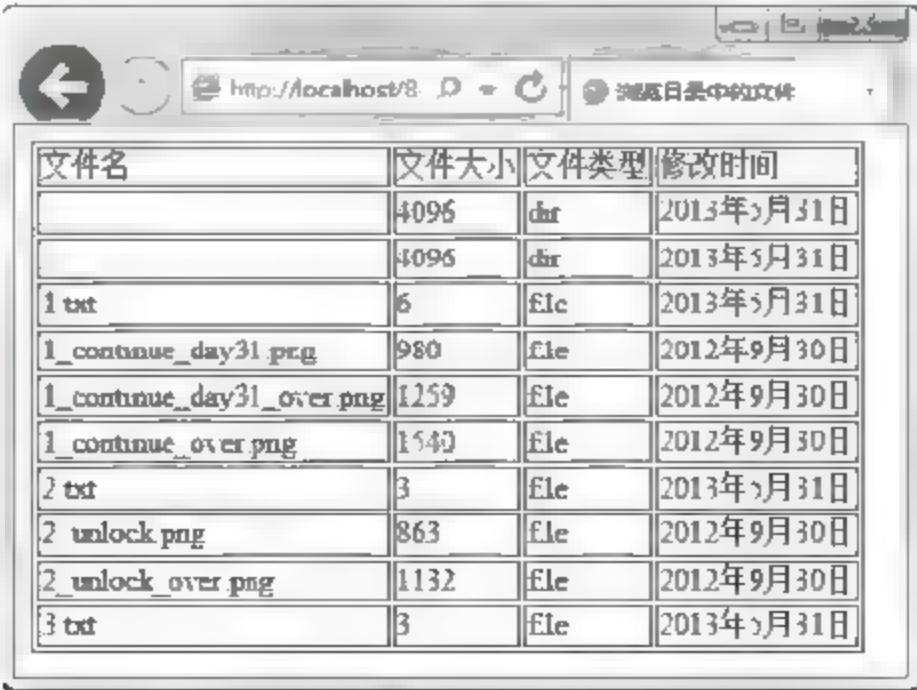 http://localhost/8 浏览目录中的文件
文件名 文件大小 文件类型 修改时间
4096 dir 2013年5月31日
4096 dir 2013年5月31日
1.txt 6 file 2013年5月31日
1_continue_day31.png 980 file 2012年9月30日
1_continue_day31_over.png 1259 file 2012年9月30日
1_continue_over.png 1540 file 2012年9月30日
2.txt 3 file 2013年5月31日
2_unlock.png 863 file 2012年9月30日
2_unlock_over.png 1132 file 2012年9月30日
3.txt 3 file 2013年5月31日